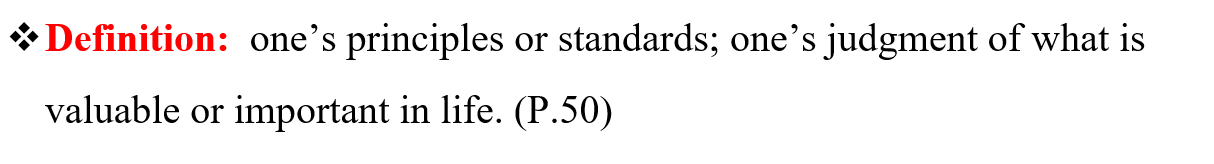 ❖ Definition: one’s principles or standards; one’s judgment of what is
valuable or important in life. (P.50)